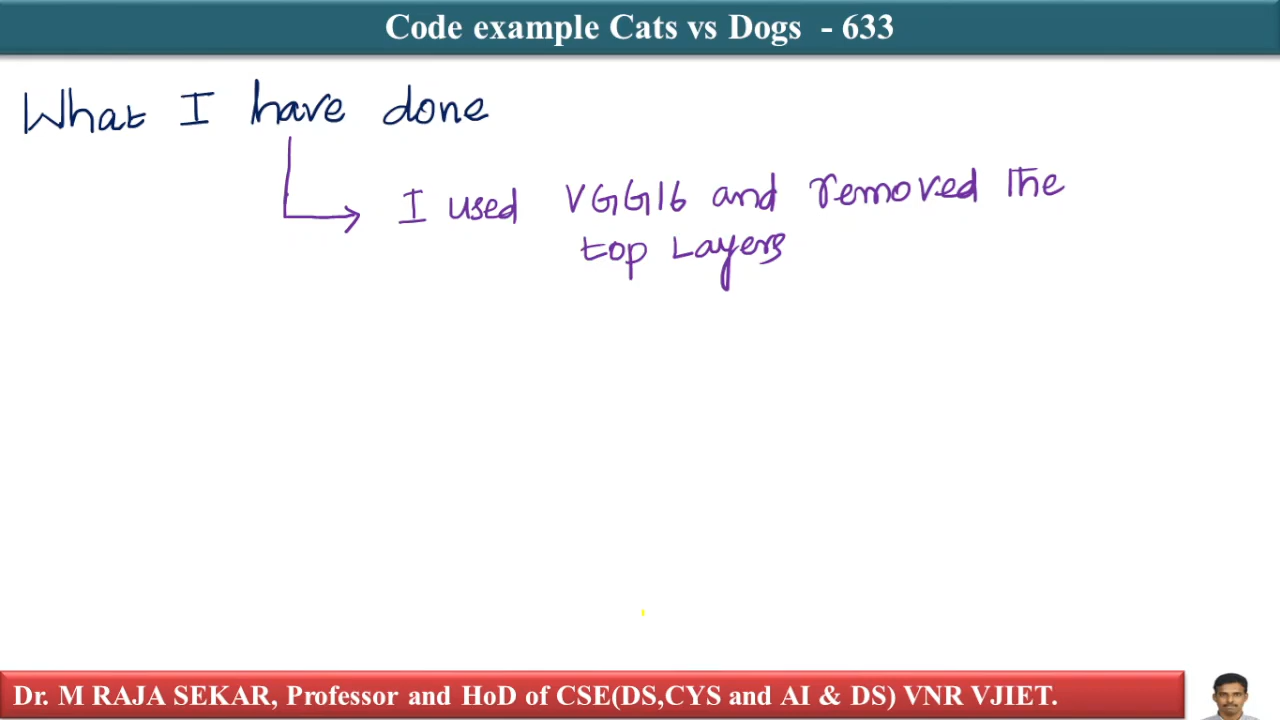 Code example Cats vs Dogs - 633
What I have done
I used VGG16 and removed the
top Layers
Dr. M RAJA SEKAR, Professor and HoD of CSE(DS,CYS and AI & DS) VNR VJIET.